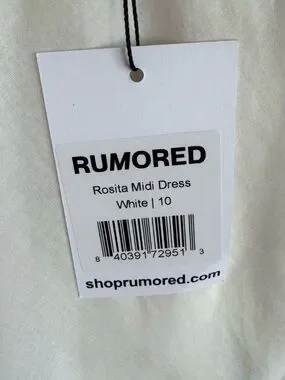 RUMORED
Rosita Midi Dress
White | 10
8 40391 72951 3
shoprumored.com